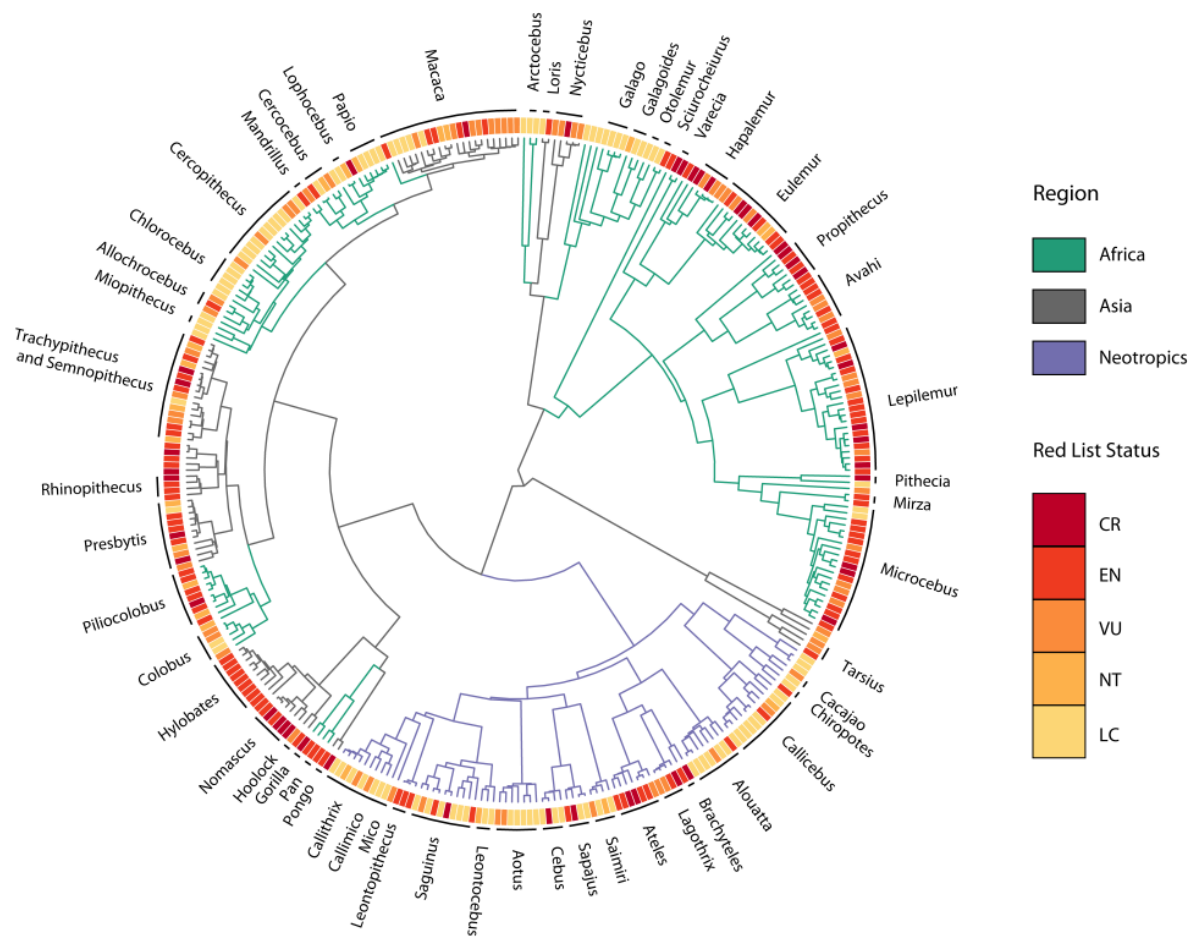 Arctocebus
Loris
Nycticebus
Galago
Galagoides
Otolemur
Sciurocheiurus
Varecia
Hapalemur
Eulemur
Propithecus
Avahi
Lepilemur
Pithecia
Mirza
Microcebus
Tarsius
Cacajao
Chiropotes
Callicebus
Alouatta
Brachyteles
Lagothrix
Ateles
Saimiri
Sapajus
Cebus
Aotus
Leontocebus
Saguinus
Leontopithecus
Mico
Callimico
Callithrix
Pongo
Pan
Gorilla
Hoolock
Nomascus
Hylobates
Colobus
Piliocolobus
Presbytis
Rhinopithecus
Trachypithecus
and Semnopithecus
Miopithecus
Allochrocebus
Chlorocebus
Cercopithecus
Mandrillus
Cercocebus
Lophocebus
Papio
Macaca
Region
Africa
Asia
Neotropics
Red List Status
CR
EN
VU
NT
LC